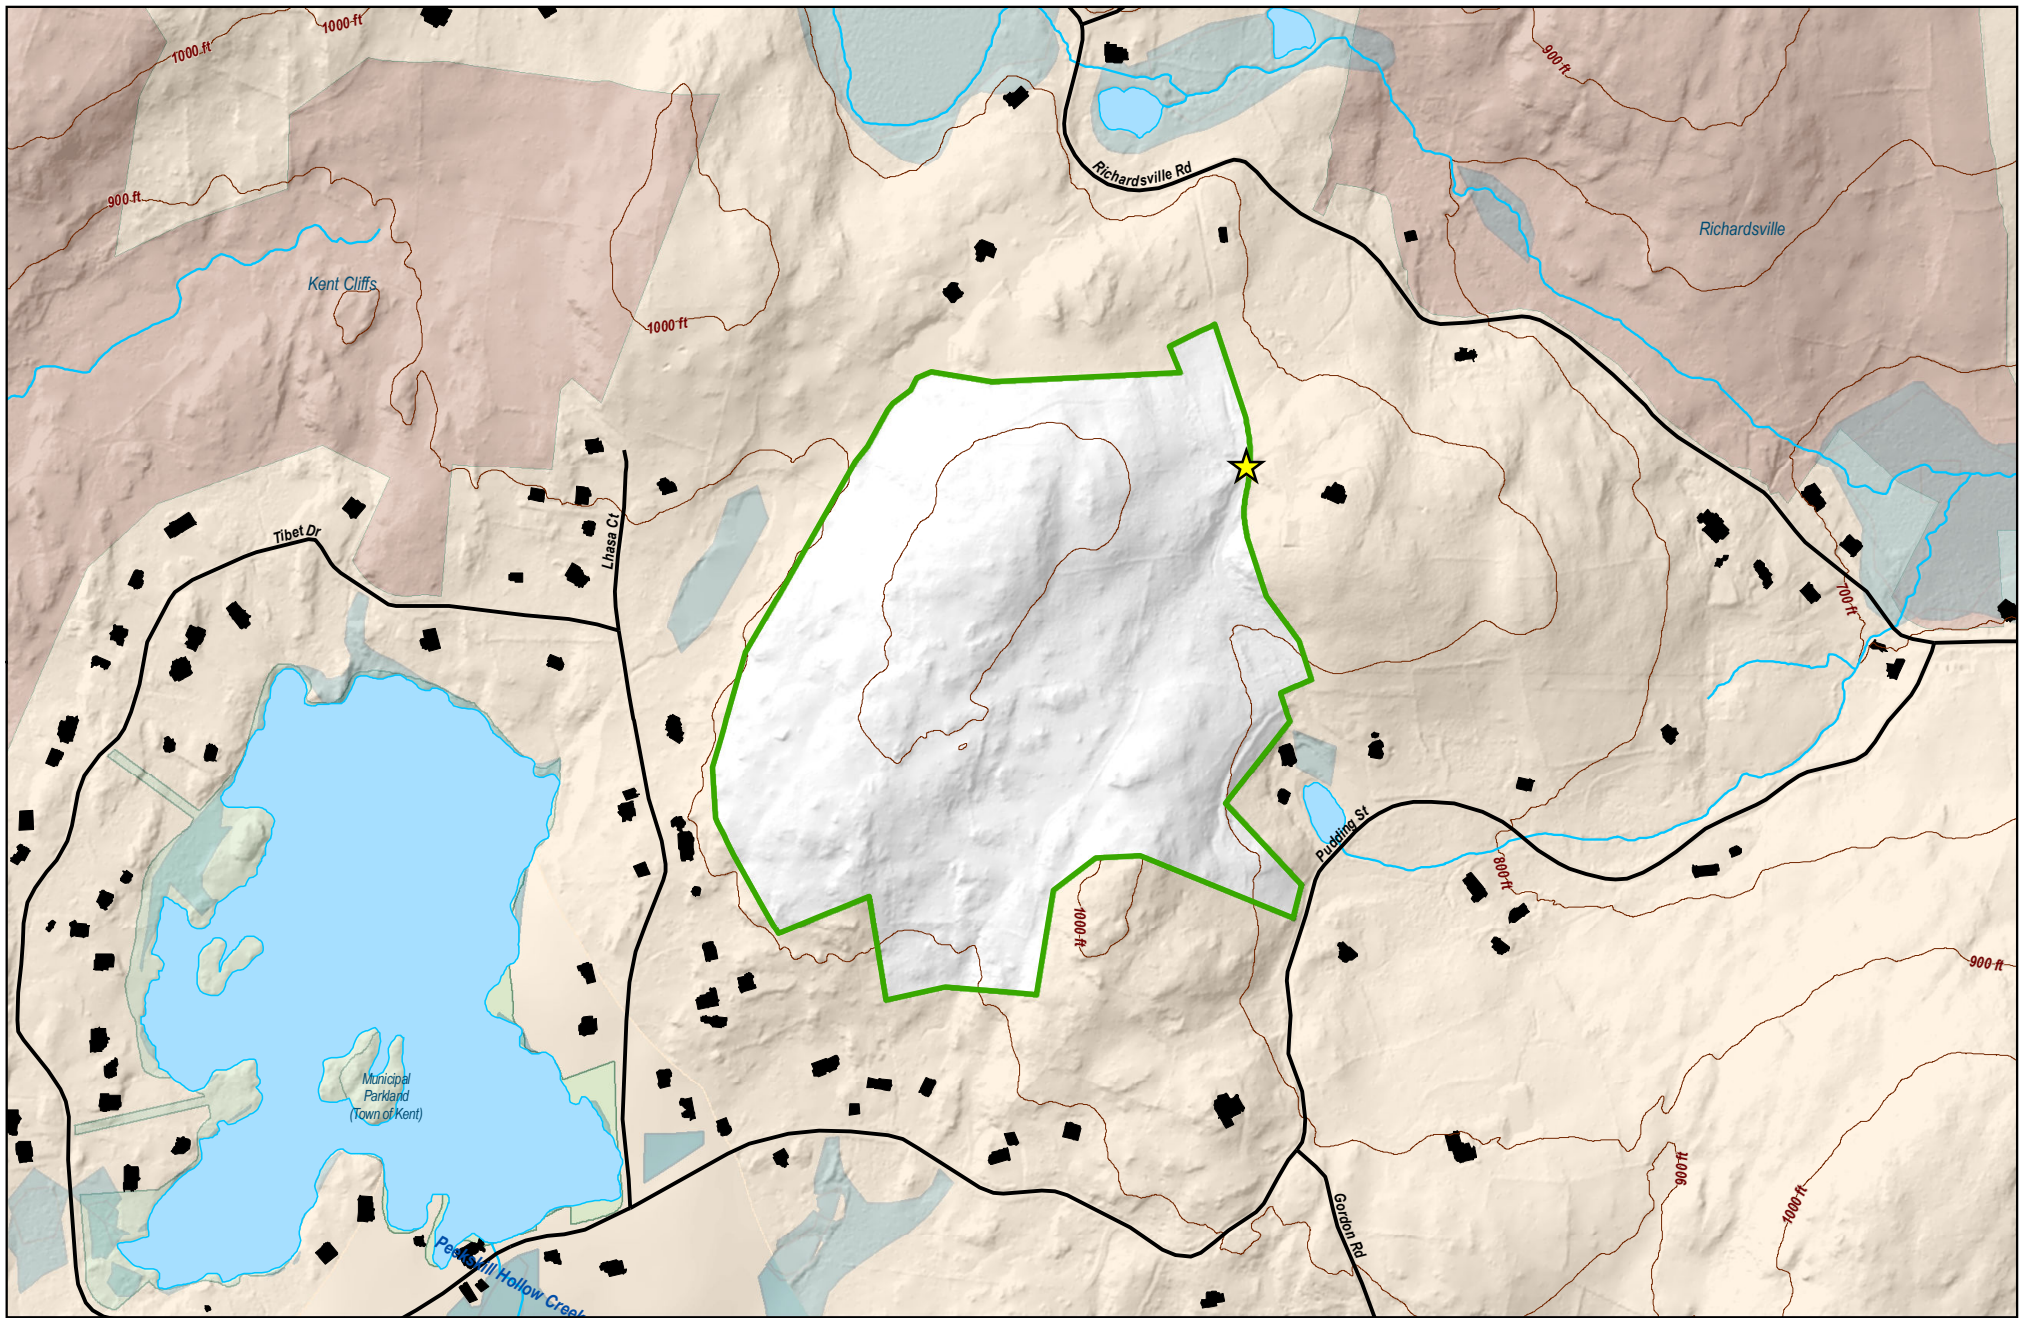 1000 ft
1000 ft
900 ft
Richardsville Rd
900 ft
Richardsville
Kent Cliffs
1000 ft
Tibet Dr
Lhasa Ct
700 ft
Pudding St
800 ft
1000 ft
900 ft
Municipal
Parkland
(Town of Kent)
900 ft
1000 ft
Gordon Rd
Peekskill Hollow Creek